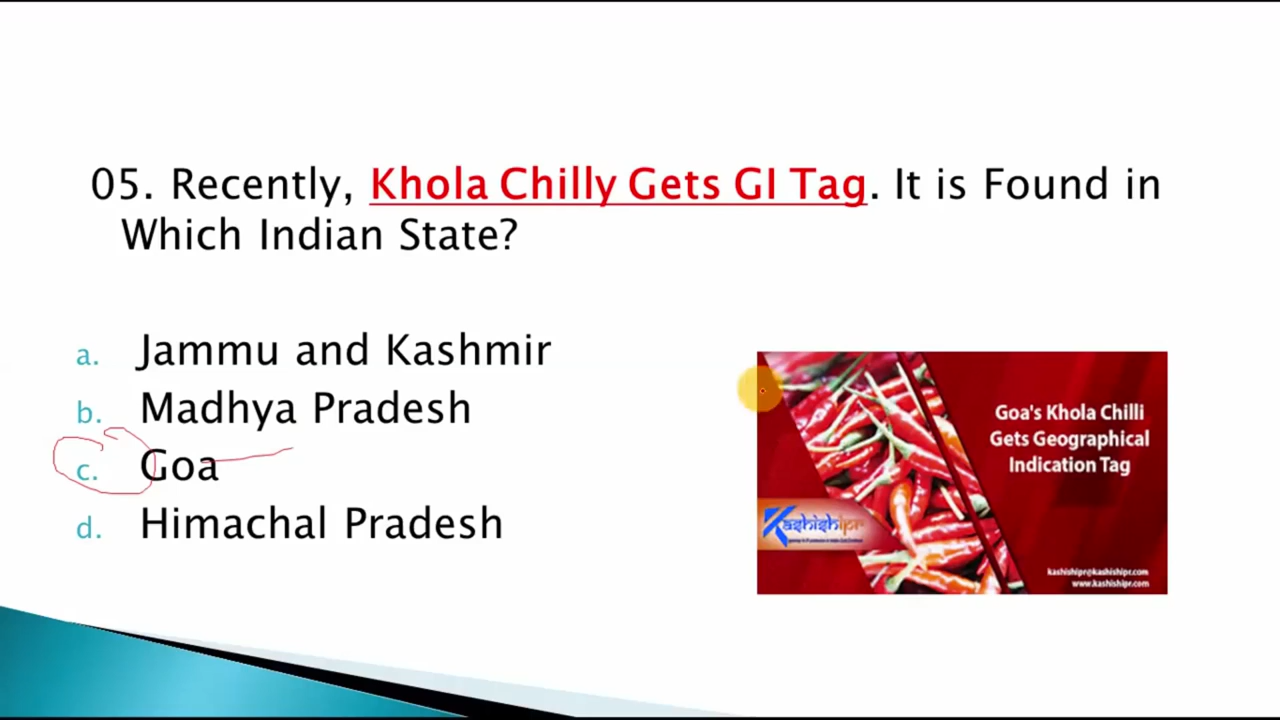 05. Recently, Khola Chilly Gets GI Tag. It is Found in
Which Indian State?
a. Jammu and Kashmir
b. Madhya Pradesh
c. Goa
d. Himachal Pradesh
Goa's Khola Chilli
Gets Geographical
Indication Tag
Kashishipr
kashishipr@kashishipr.com
www.kashishipr.com